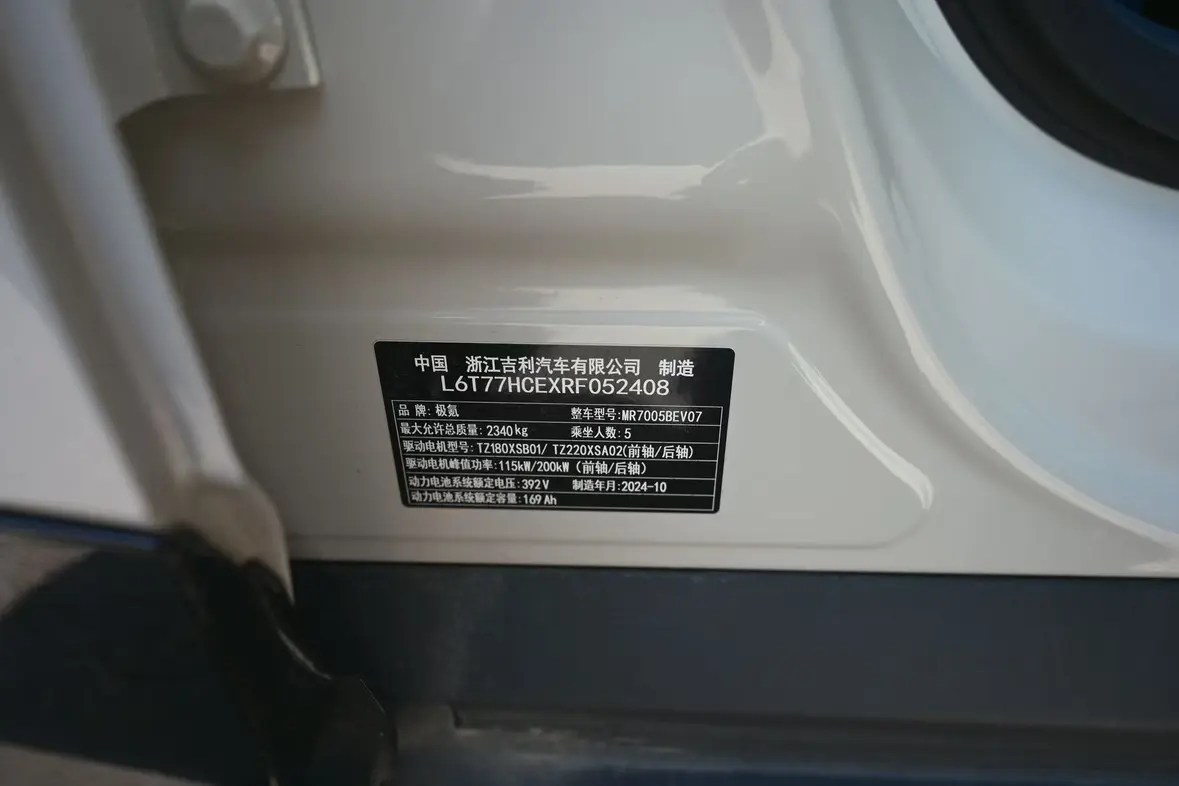 中国 浙江吉利汽车有限公司 制造
L6T77HCEXRF052408
品 牌:极氪 整车型号:MR7005BEV07
最大允许总质量:2340kg 乘坐人数:5
驱动电机型号:TZ180XSB01/ TZ220XSA02(前轴/后轴)
驱动电机峰值功率:115kW/200kW (前轴/后轴)
动力电池系统额定电压:392V 制造年月:2024-10
动力电池系统额定容量:169Ah